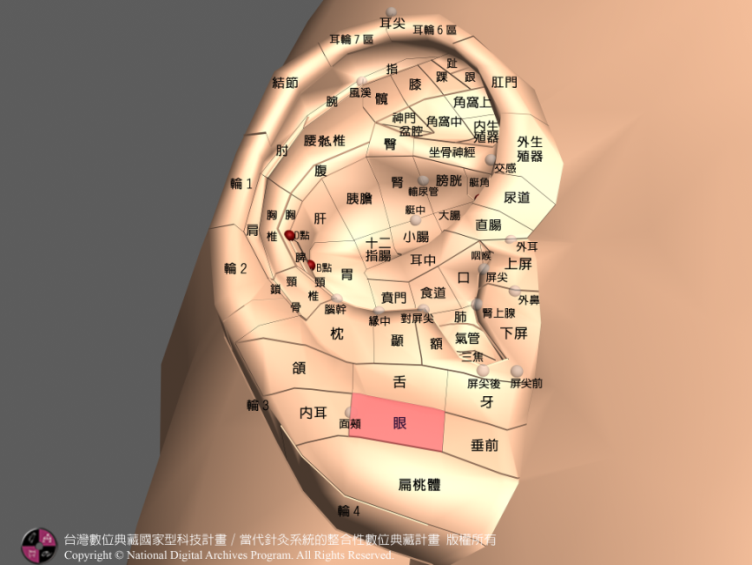 耳尖
耳輪7區
耳輪6區
結節
指
趾
踝
跟
肛門
腕
風溪
髖
膝
角窩上
神門
盆腔
角窩中
內生
殖器
外生
殖器
肘
腰骶椎
臀
坐骨神經
交感
輪1
腹
胰膽
腎
輸尿管
膀胱
艇角
尿道
肩
胸
椎
胸
肝
艇中
大腸
直腸
D點
十二
指腸
小腸
外耳
輪2
脾
B點
胃
耳中
咽喉
上屏
口
屏尖
鎖
骨
頸
頸
椎
腦幹
賁門
食道
外鼻
緣中
對屏尖
肺
腎上腺
枕
顳
額
氣管
下屏
三焦
頜
舌
屏尖後
屏尖前
牙
輪3
內耳
面頰
眼
垂前
扁桃體
輪4
台灣數位典藏國家型科技計畫 / 當代針灸系統的整合性數位典藏計畫 版權所有
Copyright © National Digital Archives Program. All Rights Reserved.